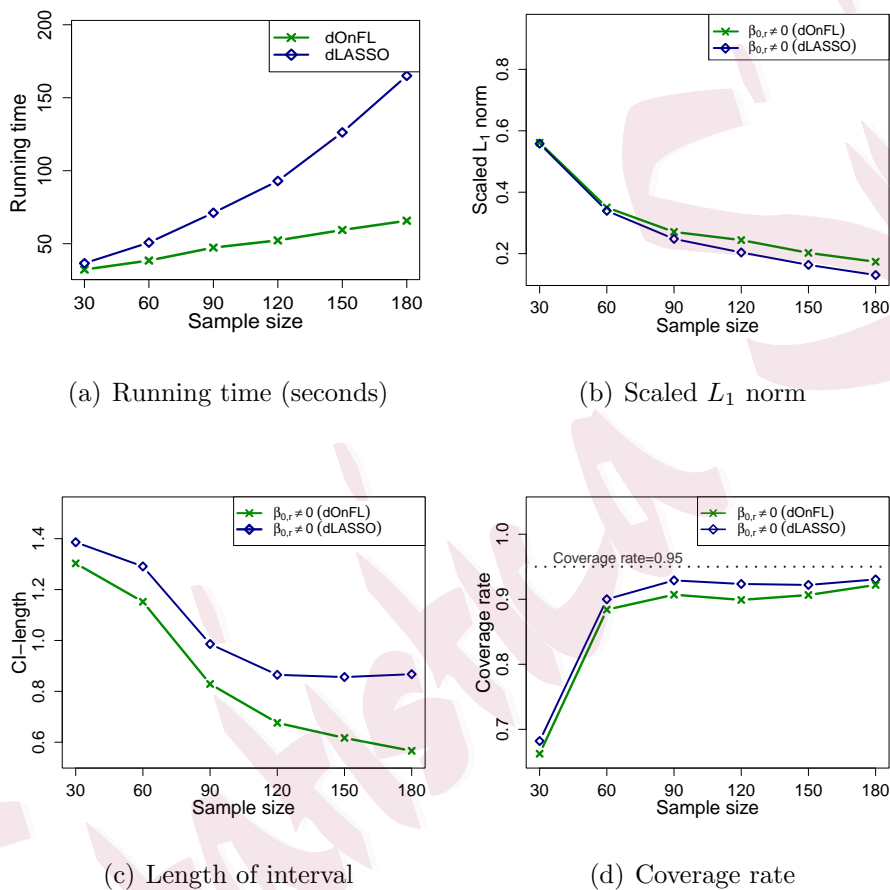 200
150
100
50
Running time
dOnFL
dLASSO
30 60 90 120 150 180
Sample size
(a) Running time (seconds)
0.8
0.6
0.4
0.2
Scaled L₁ norm
β₀,ᵣ ≠ 0 (dOnFL)
β₀,ᵣ ≠ 0 (dLASSO)
30 60 90 120 150 180
Sample size
(b) Scaled L₁ norm
1.4
1.2
1.0
0.8
0.6
CI−length
β₀,ᵣ ≠ 0 (dOnFL)
β₀,ᵣ ≠ 0 (dLASSO)
30 60 90 120 150 180
Sample size
(c) Length of interval
1.0
0.9
0.8
0.7
Coverage rate
β₀,ᵣ ≠ 0 (dOnFL)
β₀,ᵣ ≠ 0 (dLASSO)
Coverage rate=0.95
30 60 90 120 150 180
Sample size
(d) Coverage rate